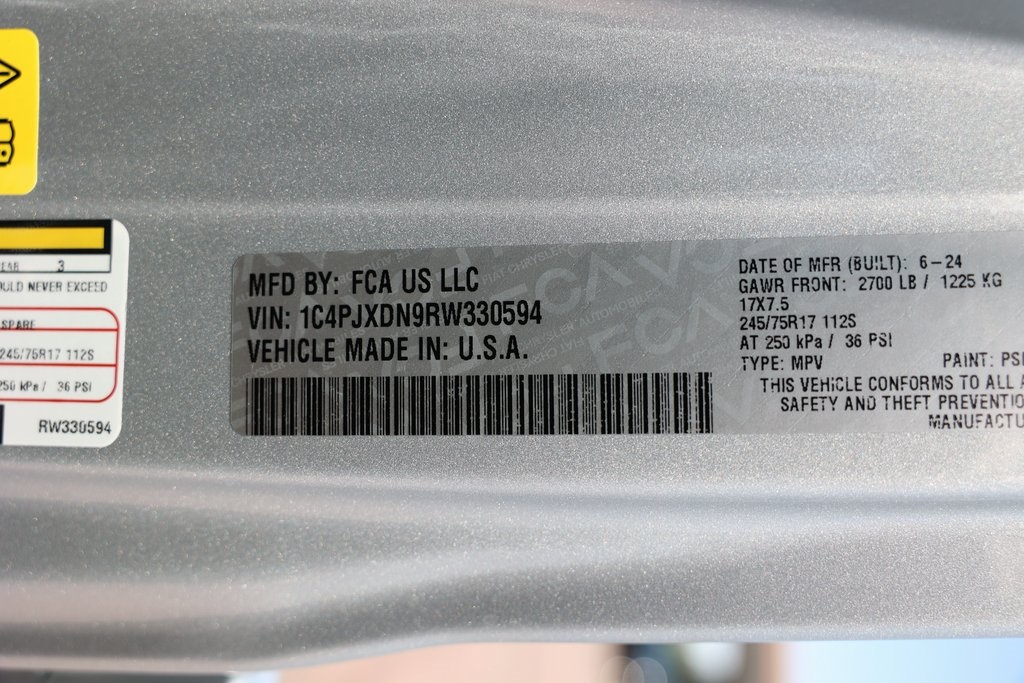 EAR 3
OULD NEVER EXCEED
SPARE
245/75R17 112S
250 kPa / 36 PSI
RW330594
MFD BY: FCA US LLC
VIN: 1C4PJXDN9RW330594
VEHICLE MADE IN: U.S.A.
DATE OF MFR (BUILT): 6-24
GAWR FRONT: 2700 LB / 1225 KG
17X7.5
245/75R17 112S
AT 250 kPa / 36 PSI
TYPE: MPV PAINT: PS
THIS VEHICLE CONFORMS TO ALL A
SAFETY AND THEFT PREVENTIO
MANUFACTU